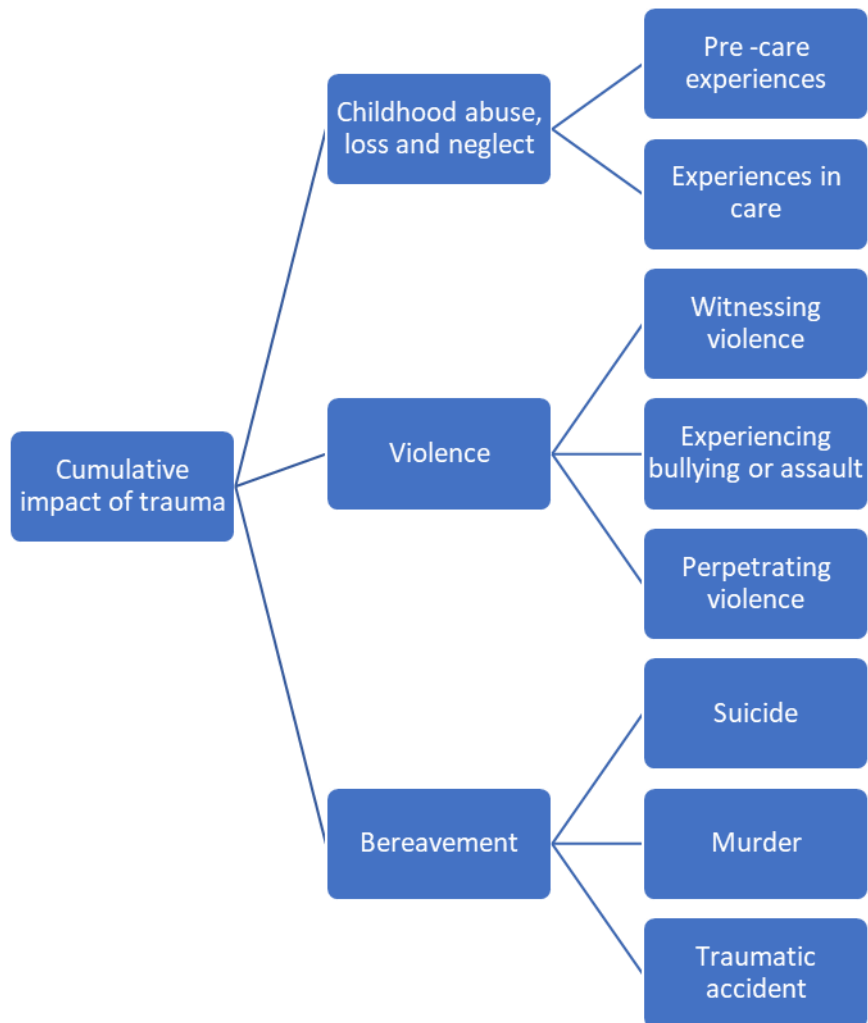 Pre -care
experiences
Childhood abuse,
loss and neglect
Experiences in
care
Witnessing
violence
Cumulative
impact of trauma
Violence
Experiencing
bullying or assault
Perpetrating
violence
Suicide
Bereavement
Murder
Traumatic
accident